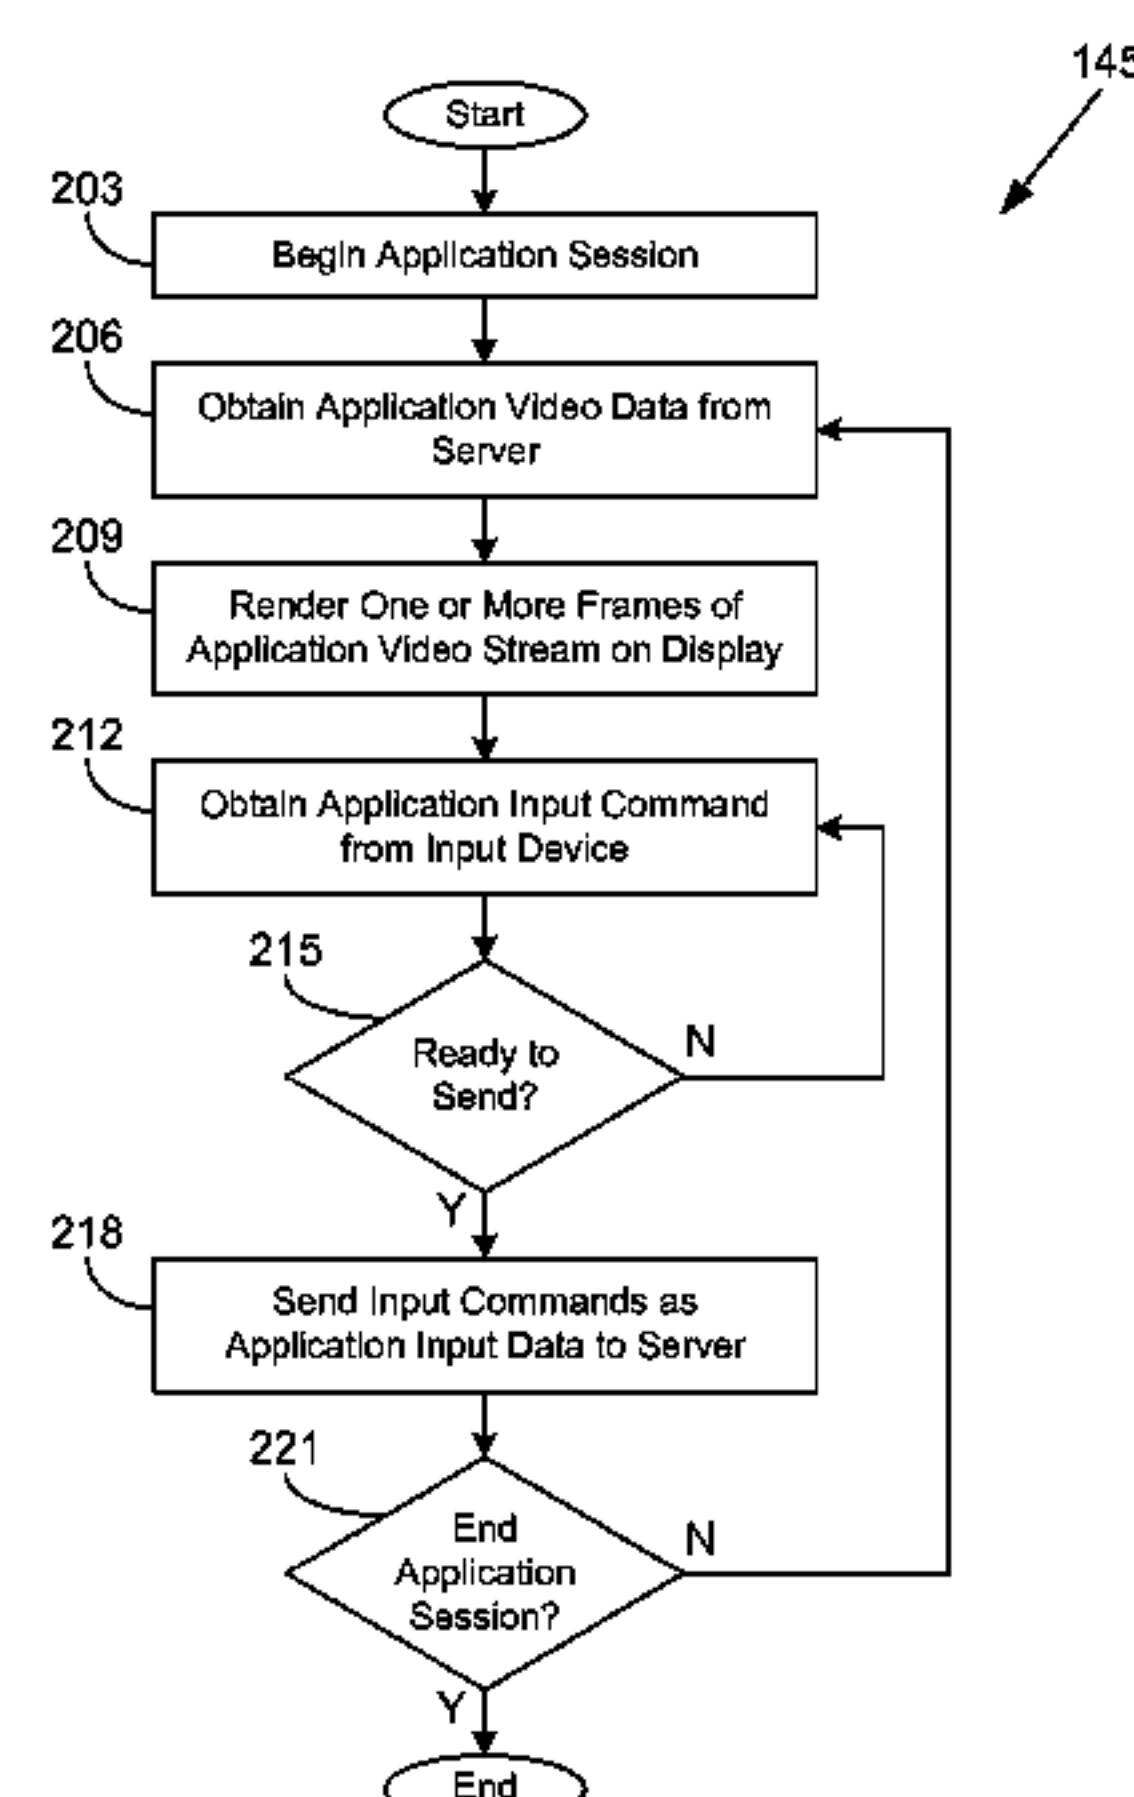 145
Start
203
Begin Application Session
206
Obtain Application Video Data from
Server
209
Render One or More Frames of
Application Video Stream on Display
212
Obtain Application Input Command
from Input Device
215
Ready to
Send?
N
Y
218
Send Input Commands as
Application Input Data to Server
221
End
Application
Session?
N
Y
End